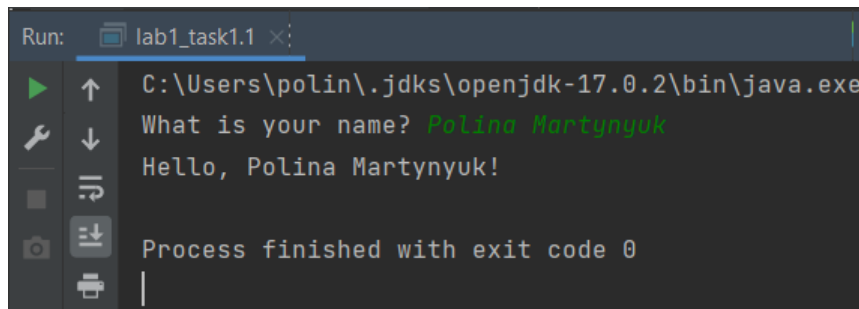 Run: lab1_task1.1
C:\Users\polin\.jdks\openjdk-17.0.2\bin\java.exe
What is your name? Polina Martynyuk
Hello, Polina Martynyuk!
Process finished with exit code 0